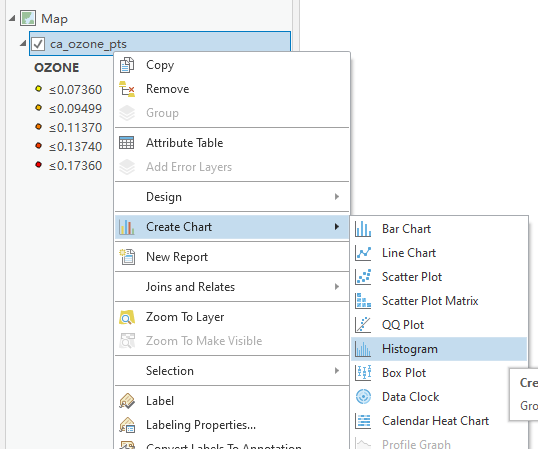 Map
ca_ozone_pts
OZONE
≤0.07360
≤0.09499
≤0.11370
≤0.13740
≤0.17360
Copy
Remove
Group
Attribute Table
Add Error Layers
Design
Create Chart
New Report
Joins and Relates
Zoom To Layer
Zoom To Make Visible
Selection
Label
Labeling Properties...
Convert Labels To Annotation
Bar Chart
Line Chart
Scatter Plot
Scatter Plot Matrix
QQ Plot
Histogram
Box Plot
Data Clock
Calendar Heat Chart
Profile Graph
Cre
Gro